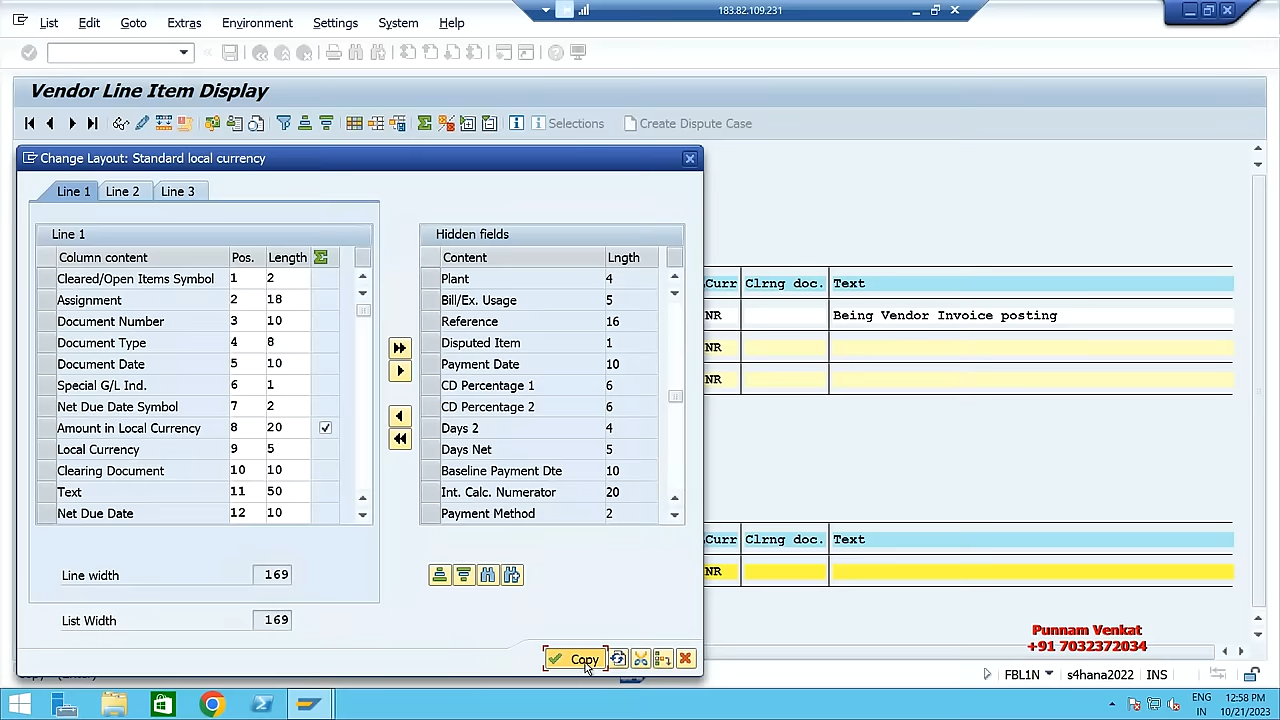 List Edit Goto Extras Environment Settings System Help
183.82.109.231
Vendor Line Item Display
Selections Create Dispute Case
Change Layout: Standard local currency
Line 1 Line 2 Line 3
Line 1
Column content Pos. Length
Cleared/Open Items Symbol 1 2
Assignment 2 18
Document Number 3 10
Document Type 4 8
Document Date 5 10
Special G/L Ind. 6 1
Net Due Date Symbol 7 2
Amount in Local Currency 8 20
Local Currency 9 5
Clearing Document 10 10
Text 11 50
Net Due Date 12 10
Line width 169
List Width 169
Hidden fields
Content Lngth
Plant 4
Bill/Ex. Usage 5
Reference 16
Disputed Item 1
Payment Date 10
CD Percentage 1 6
CD Percentage 2 6
Days 2 4
Days Net 5
Baseline Payment Dte 10
Int. Calc. Numerator 20
Payment Method 2
Copy
Curr Clrng doc. Text
NR Being Vendor Invoice posting
NR
NR
Curr Clrng doc. Text
NR
Punnam Venkat
+91 7032372034
FBL1N s4hana2022 INS
ENG 12:58 PM
IN 10/21/2023